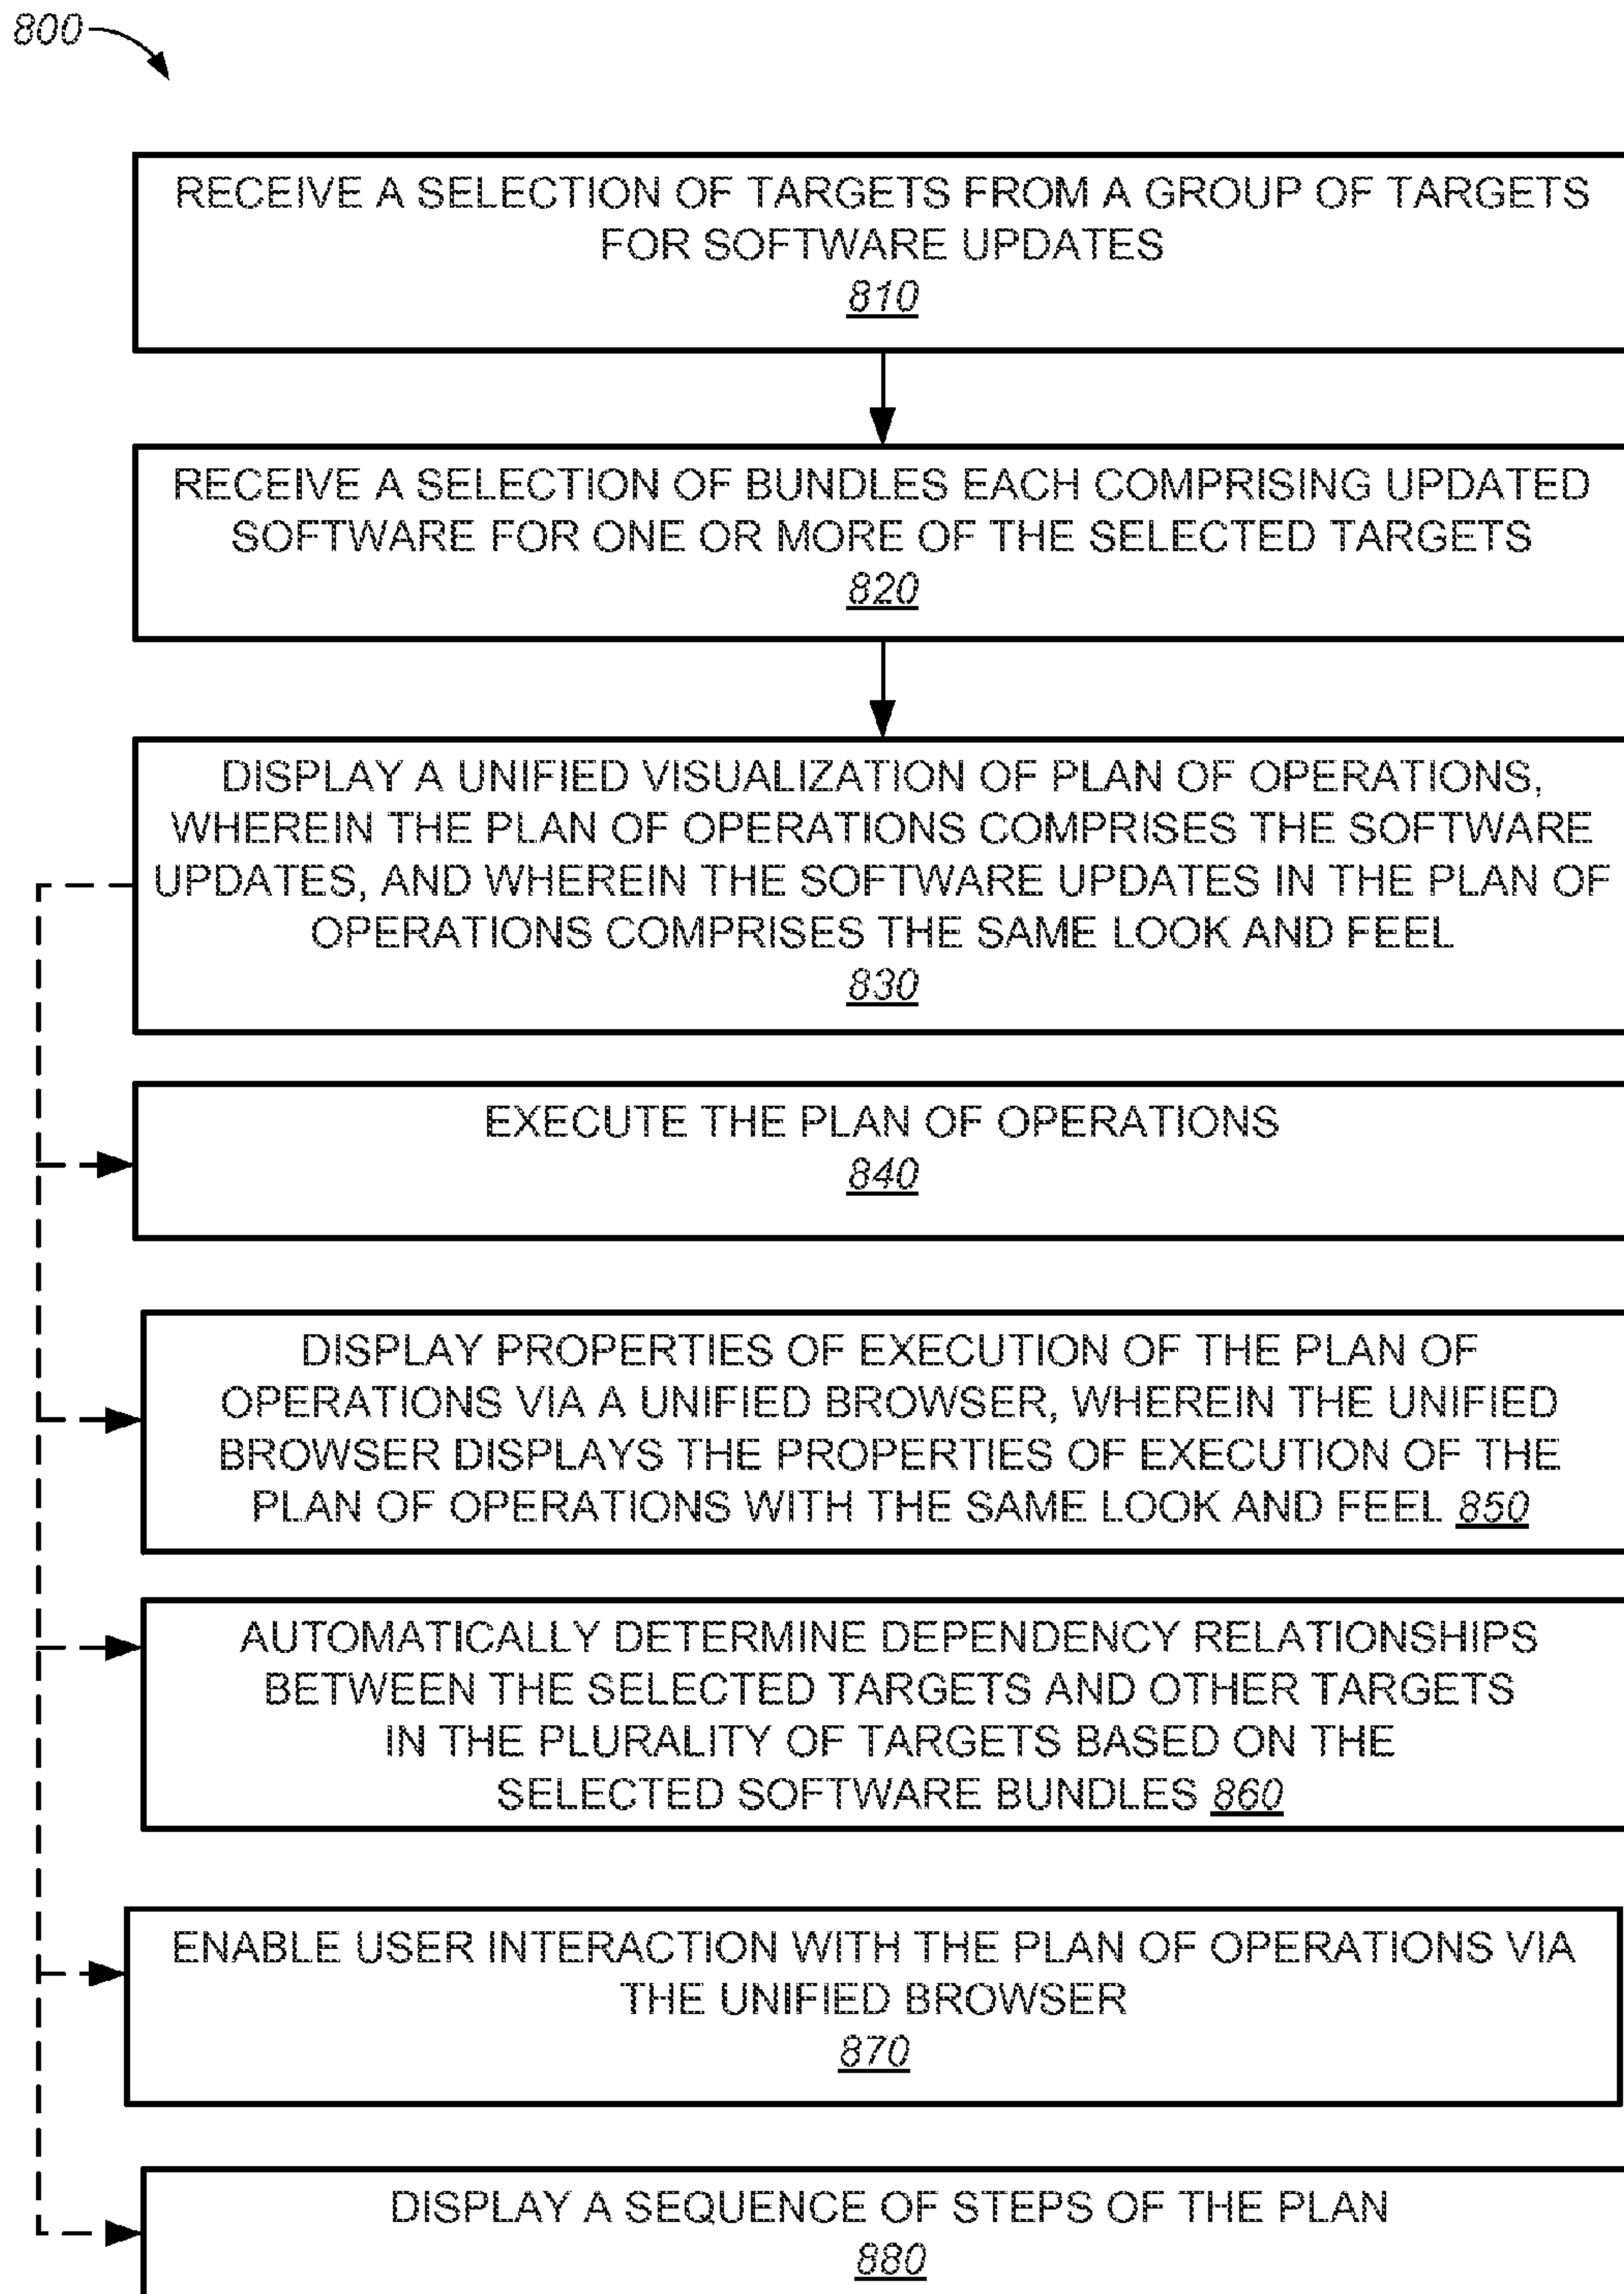 800
RECEIVE A SELECTION OF TARGETS FROM A GROUP OF TARGETS
FOR SOFTWARE UPDATES
810
RECEIVE A SELECTION OF BUNDLES EACH COMPRISING UPDATED
SOFTWARE FOR ONE OR MORE OF THE SELECTED TARGETS
820
DISPLAY A UNIFIED VISUALIZATION OF PLAN OF OPERATIONS,
WHEREIN THE PLAN OF OPERATIONS COMPRISES THE SOFTWARE
UPDATES, AND WHEREIN THE SOFTWARE UPDATES IN THE PLAN OF
OPERATIONS COMPRISES THE SAME LOOK AND FEEL
830
EXECUTE THE PLAN OF OPERATIONS
840
DISPLAY PROPERTIES OF EXECUTION OF THE PLAN OF
OPERATIONS VIA A UNIFIED BROWSER, WHEREIN THE UNIFIED
BROWSER DISPLAYS THE PROPERTIES OF EXECUTION OF THE
PLAN OF OPERATIONS WITH THE SAME LOOK AND FEEL 850
AUTOMATICALLY DETERMINE DEPENDENCY RELATIONSHIPS
BETWEEN THE SELECTED TARGETS AND OTHER TARGETS
IN THE PLURALITY OF TARGETS BASED ON THE
SELECTED SOFTWARE BUNDLES 860
ENABLE USER INTERACTION WITH THE PLAN OF OPERATIONS VIA
THE UNIFIED BROWSER
870
DISPLAY A SEQUENCE OF STEPS OF THE PLAN
880